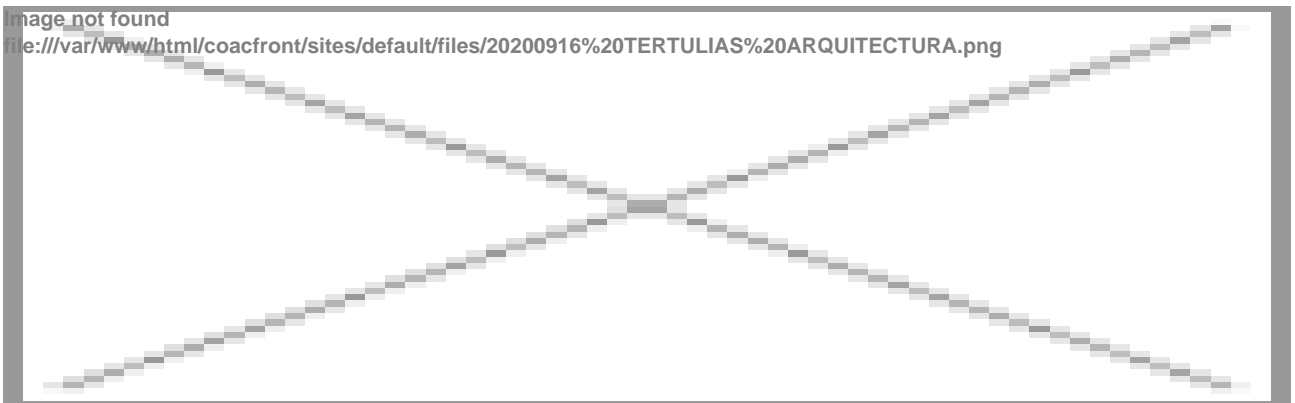 Image not found
file:///var/www/html/coacfront/sites/default/files/20200916%20TERTULIAS%20ARQUITECTURA.png